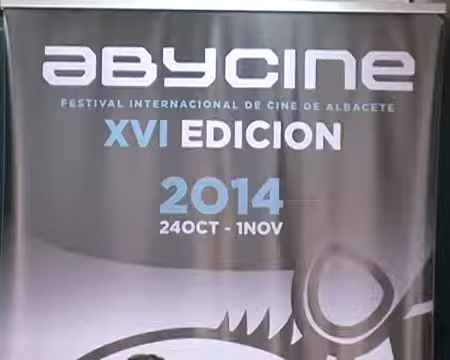 abycine
FESTIVAL INTERNACIONAL DE CINE DE ALBACETE
XVI EDICION
2014
24OCT - 1NOV